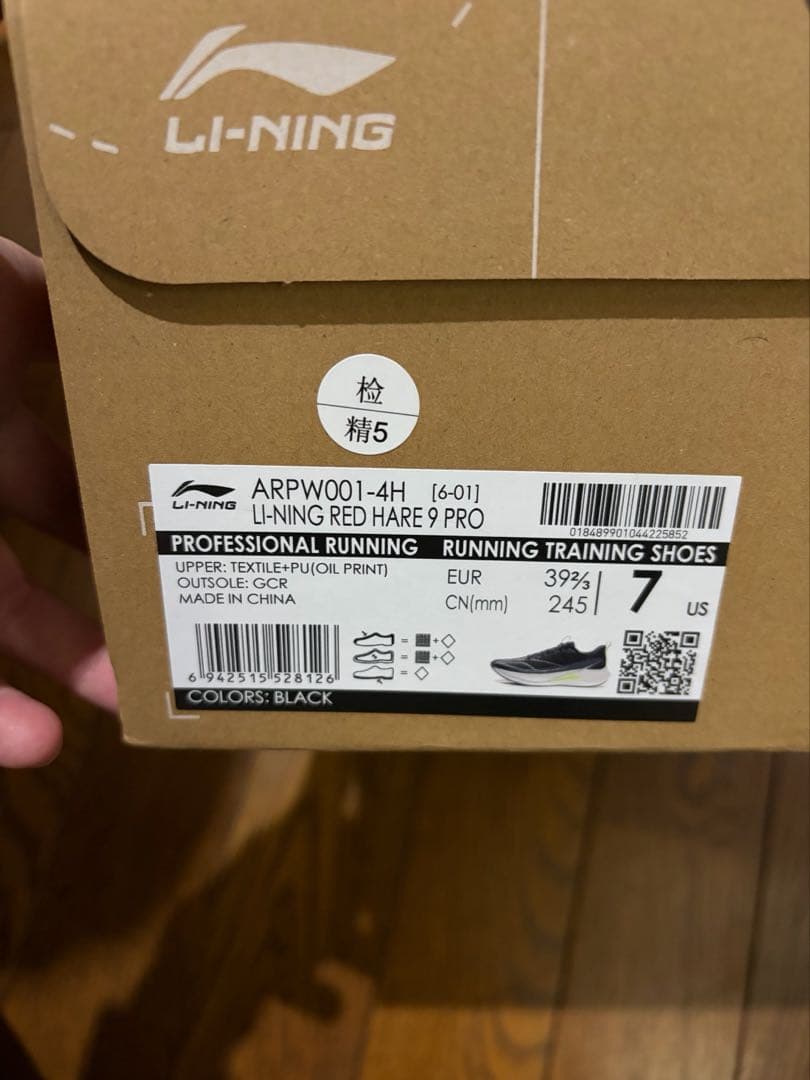 LI-NING
检
精5
LI-NING
ARPW001-4H [6-01]
LI-NING RED HARE 9 PRO
018489901044225852
PROFESSIONAL RUNNING RUNNING TRAINING SHOES
UPPER: TEXTILE+PU(OIL PRINT)
OUTSOLE: GCR
MADE IN CHINA
EUR 39⅔
CN(mm) 245
7 US
6 942515 528126
COLORS: BLACK